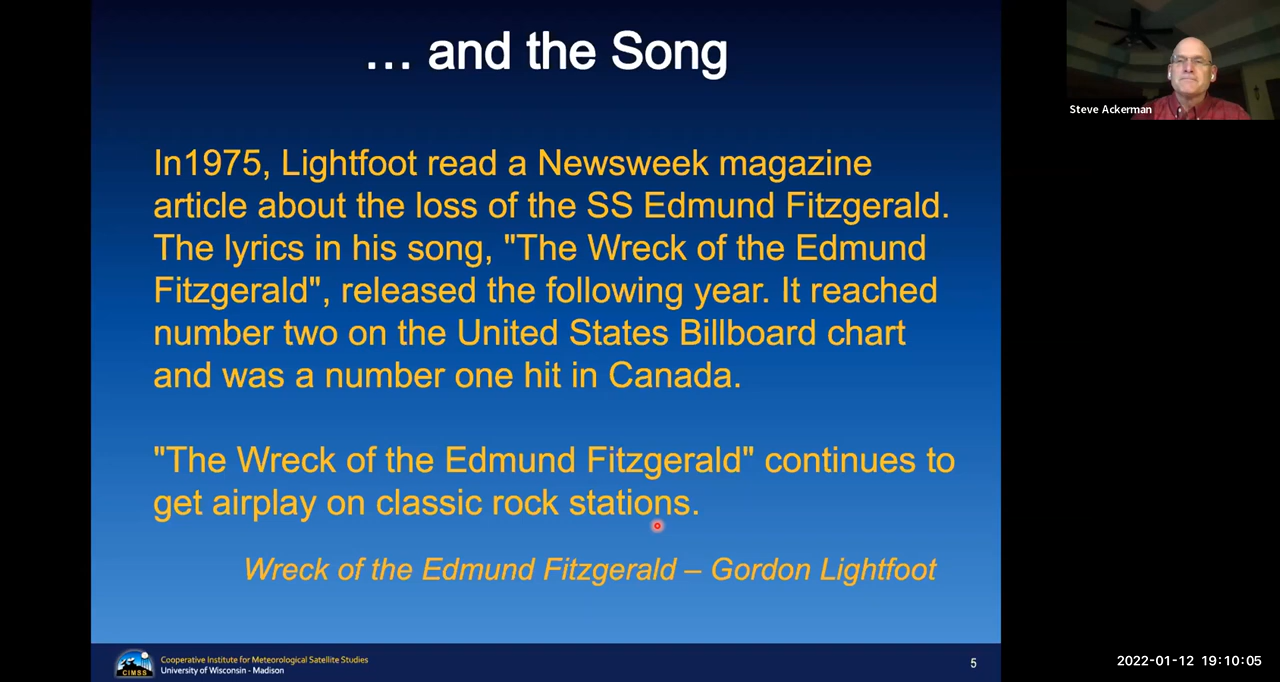 … and the Song
Steve Ackerman
In1975, Lightfoot read a Newsweek magazine
article about the loss of the SS Edmund Fitzgerald.
The lyrics in his song, "The Wreck of the Edmund
Fitzgerald", released the following year. It reached
number two on the United States Billboard chart
and was a number one hit in Canada.
"The Wreck of the Edmund Fitzgerald" continues to
get airplay on classic rock stations.
Wreck of the Edmund Fitzgerald – Gordon Lightfoot
CIMSS
Cooperative Institute for Meteorological Satellite Studies
University of Wisconsin - Madison
5
2022-01-12 19:10:05